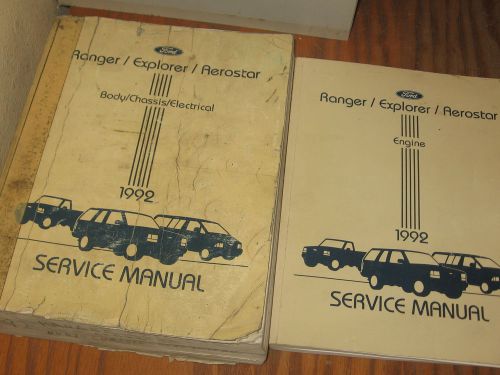 Ford
Ranger / Explorer / Aerostar
Body/Chassis/Electrical
1992
SERVICE MANUAL
Ford
Ranger / Explorer / Aerostar
Engine
1992
SERVICE MANUAL